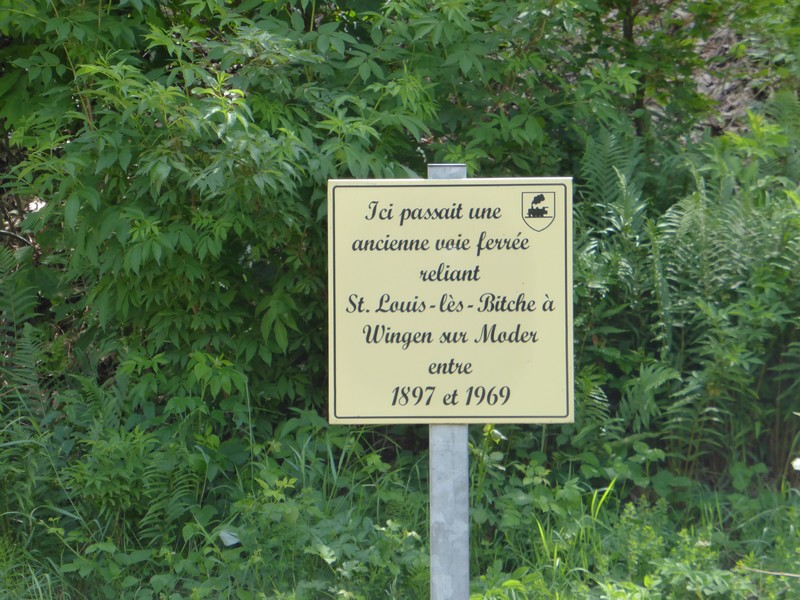 Ici passait une
ancienne voie ferrée
reliant
St. Louis-lès-Bitche à
Wingen sur Moder
entre
1897 et 1969